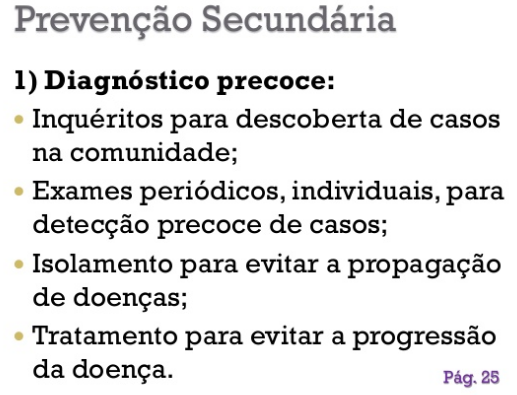 Prevenção Secundária
1) Diagnóstico precoce:
• Inquéritos para descoberta de casos
na comunidade;
• Exames periódicos, individuais, para
detecção precoce de casos;
• Isolamento para evitar a propagação
de doenças;
• Tratamento para evitar a progressão
da doença.
Pág. 25